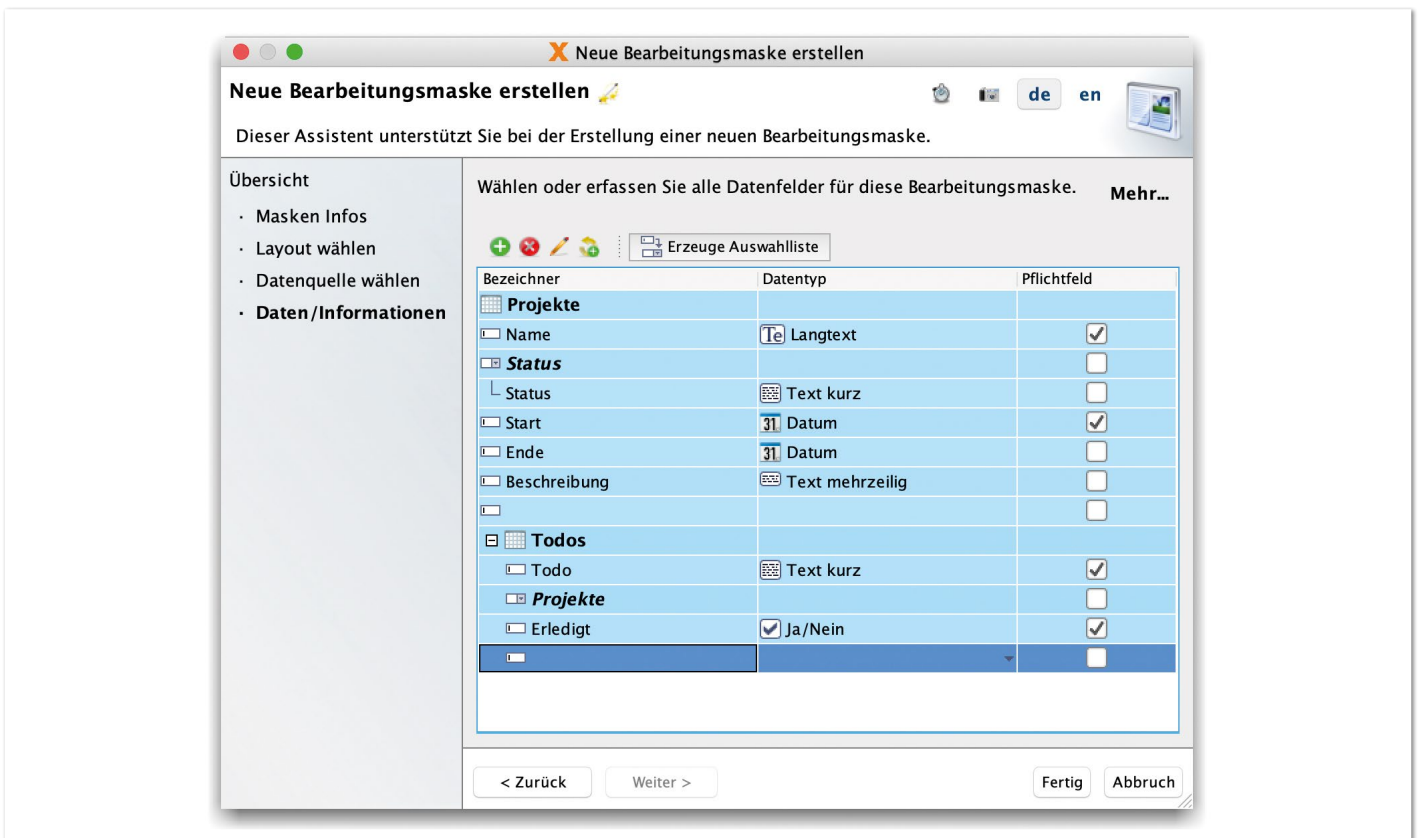 Neue Bearbeitungsmaske erstellen
Neue Bearbeitungsmaske erstellen
de en
Dieser Assistent unterstützt Sie bei der Erstellung einer neuen Bearbeitungsmaske.
Übersicht
· Masken Infos
· Layout wählen
· Datenquelle wählen
· Daten/Informationen
Wählen oder erfassen Sie alle Datenfelder für diese Bearbeitungsmaske.
Mehr...
Erzeuge Auswahlliste
Bezeichner Datentyp Pflichtfeld
Projekte
Name Te Langtext
Status
Status Text kurz
Start 31 Datum
Ende 31 Datum
Beschreibung Text mehrzeilig
Todos
Todo Text kurz
Projekte
Erledigt Ja/Nein
< Zurück Weiter > Fertig Abbruch